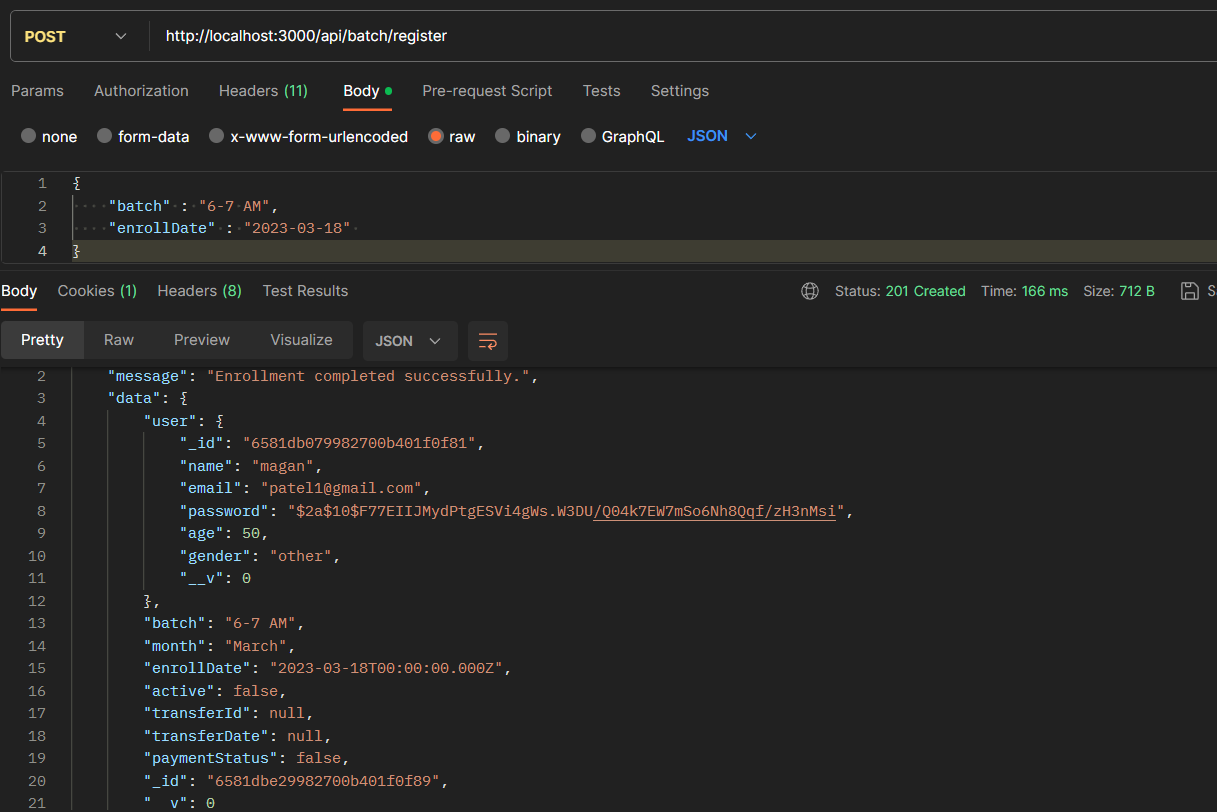 POST http://localhost:3000/api/batch/register
Params Authorization Headers (11) Body Pre-request Script Tests Settings
none form-data x-www-form-urlencoded raw binary GraphQL JSON
1 {
2 "batch" : "6-7 AM",
3 "enrollDate" : "2023-03-18"
4 }
Body Cookies (1) Headers (8) Test Results Status: 201 Created Time: 166 ms Size: 712 B S
Pretty Raw Preview Visualize JSON
2 "message": "Enrollment completed successfully.",
3 "data": {
4 "user": {
5 "_id": "6581db079982700b401f0f81",
6 "name": "magan",
7 "email": "patel1@gmail.com",
8 "password": "$2a$10$F77EIIJMydPtgESVi4gWs.W3DU/Q04k7EW7mSo6Nh8Qqf/zH3nMsi",
9 "age": 50,
10 "gender": "other",
11 "__v": 0
12 },
13 "batch": "6-7 AM",
14 "month": "March",
15 "enrollDate": "2023-03-18T00:00:00.000Z",
16 "active": false,
17 "transferId": null,
18 "transferDate": null,
19 "paymentStatus": false,
20 "_id": "6581dbe29982700b401f0f89",
21 "__v": 0